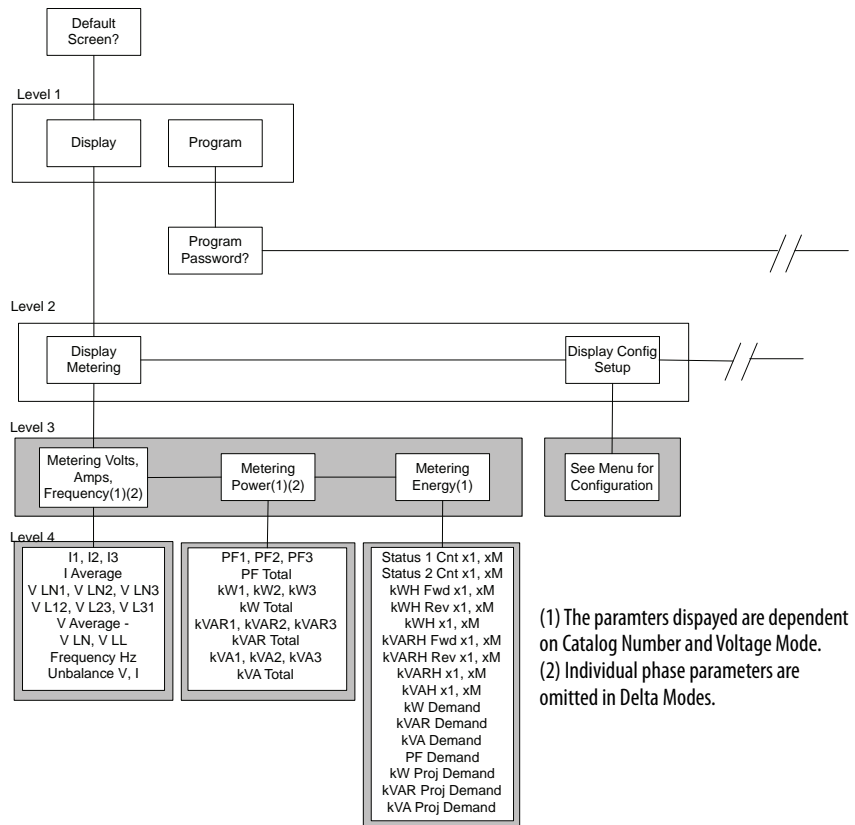 Default
Screen?
Level 1
Display
Program
Program
Password?
Level 2
Display
Metering
Display Config
Setup
Level 3
Metering Volts,
Amps,
Frequency(1)(2)
Metering
Power(1)(2)
Metering
Energy(1)
See Menu for
Configuration
Level 4
I1, I2, I3
I Average
V LN1, V LN2, V LN3
V L12, V L23, V L31
V Average -
V LN, V LL
Frequency Hz
Unbalance V, I
PF1, PF2, PF3
PF Total
kW1, kW2, kW3
kW Total
kVAR1, kVAR2, kVAR3
kVAR Total
kVA1, kVA2, kVA3
kVA Total
Status 1 Cnt x1, xM
Status 2 Cnt x1, xM
kWH Fwd x1, xM
kWH Rev x1, xM
kWH x1, xM
kVARH Fwd x1, xM
kVARH Rev x1, xM
kVARH x1, xM
kVAH x1, xM
kW Demand
kVAR Demand
kVA Demand
PF Demand
kW Proj Demand
kVAR Proj Demand
kVA Proj Demand
(1) The paramters dispayed are dependent
on Catalog Number and Voltage Mode.
(2) Individual phase parameters are
omitted in Delta Modes.